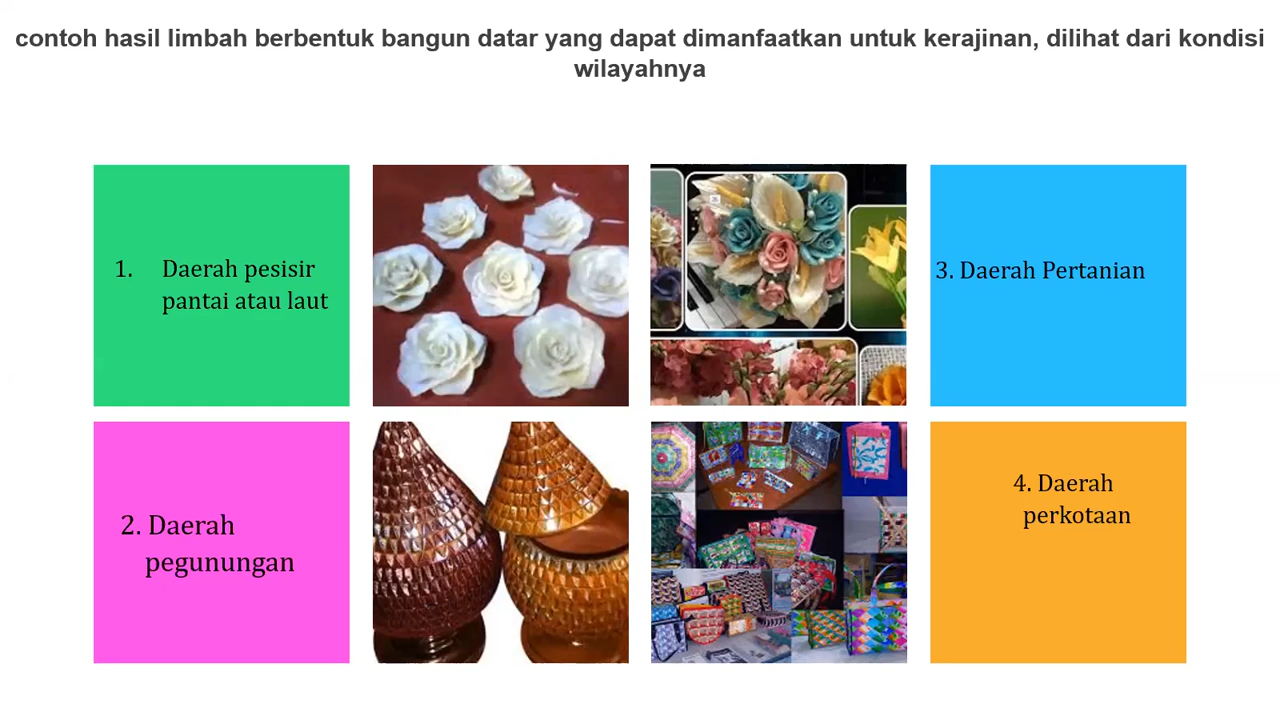 contoh hasil limbah berbentuk bangun datar yang dapat dimanfaatkan untuk kerajinan, dilihat dari kondisi
wilayahnya
1. Daerah pesisir
pantai atau laut
2. Daerah
pegunungan
3. Daerah Pertanian
4. Daerah
perkotaan